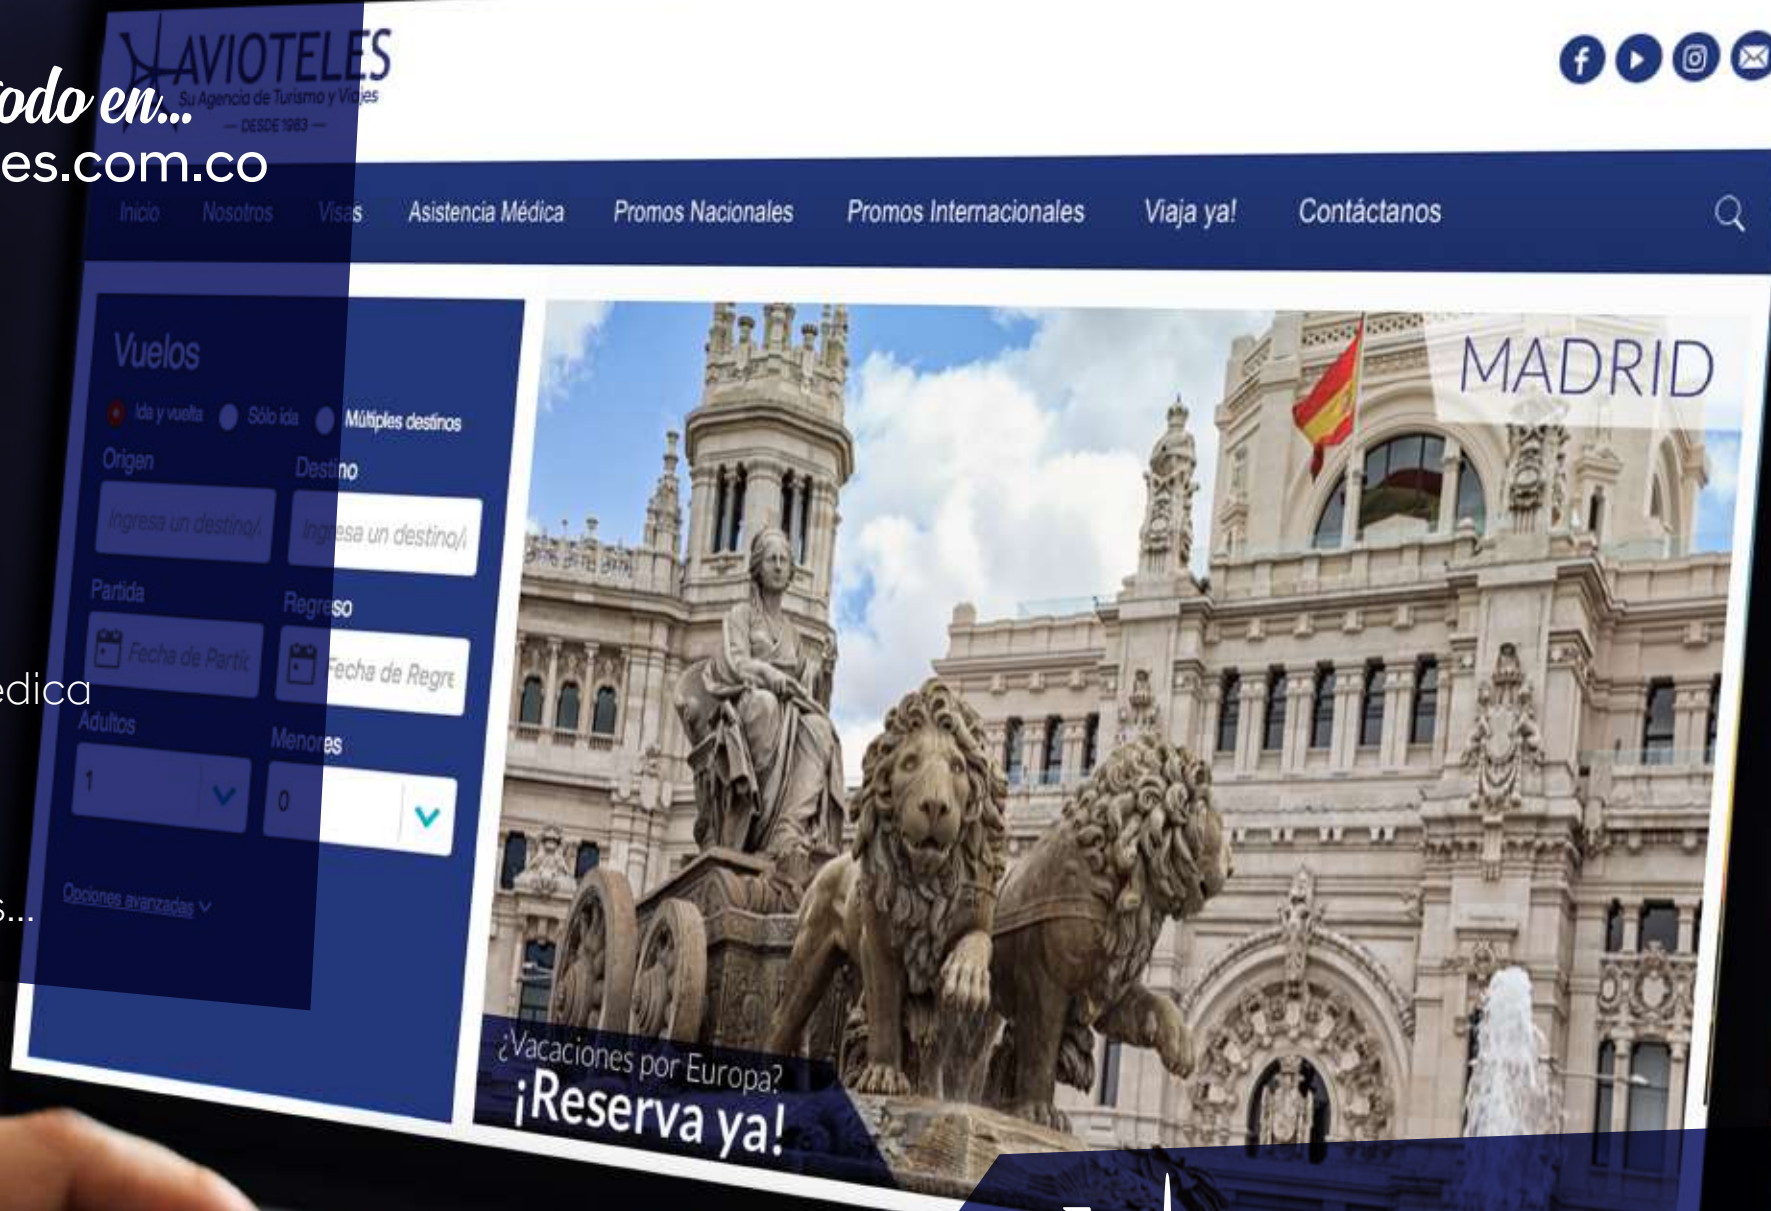 AVIOTELES
Su Agencia de Turismo y Viajes
— DESDE 1983 —
odo en...
es.com.co
Inicio Nosotros Visas Asistencia Médica Promos Nacionales Promos Internacionales Viaja ya! Contáctanos
Vuelos
Ida y vuelta Sólo ida Múltiples destinos
Origen Destino
Ingresa un destino/ Ingresa un destino/
Partida Regreso
Fecha de Partic Fecha de Regre
édica
Adultos Menores
1 0
s...
Opciones avanzadas
MADRID
¿Vacaciones por Europa?
¡Reserva ya!